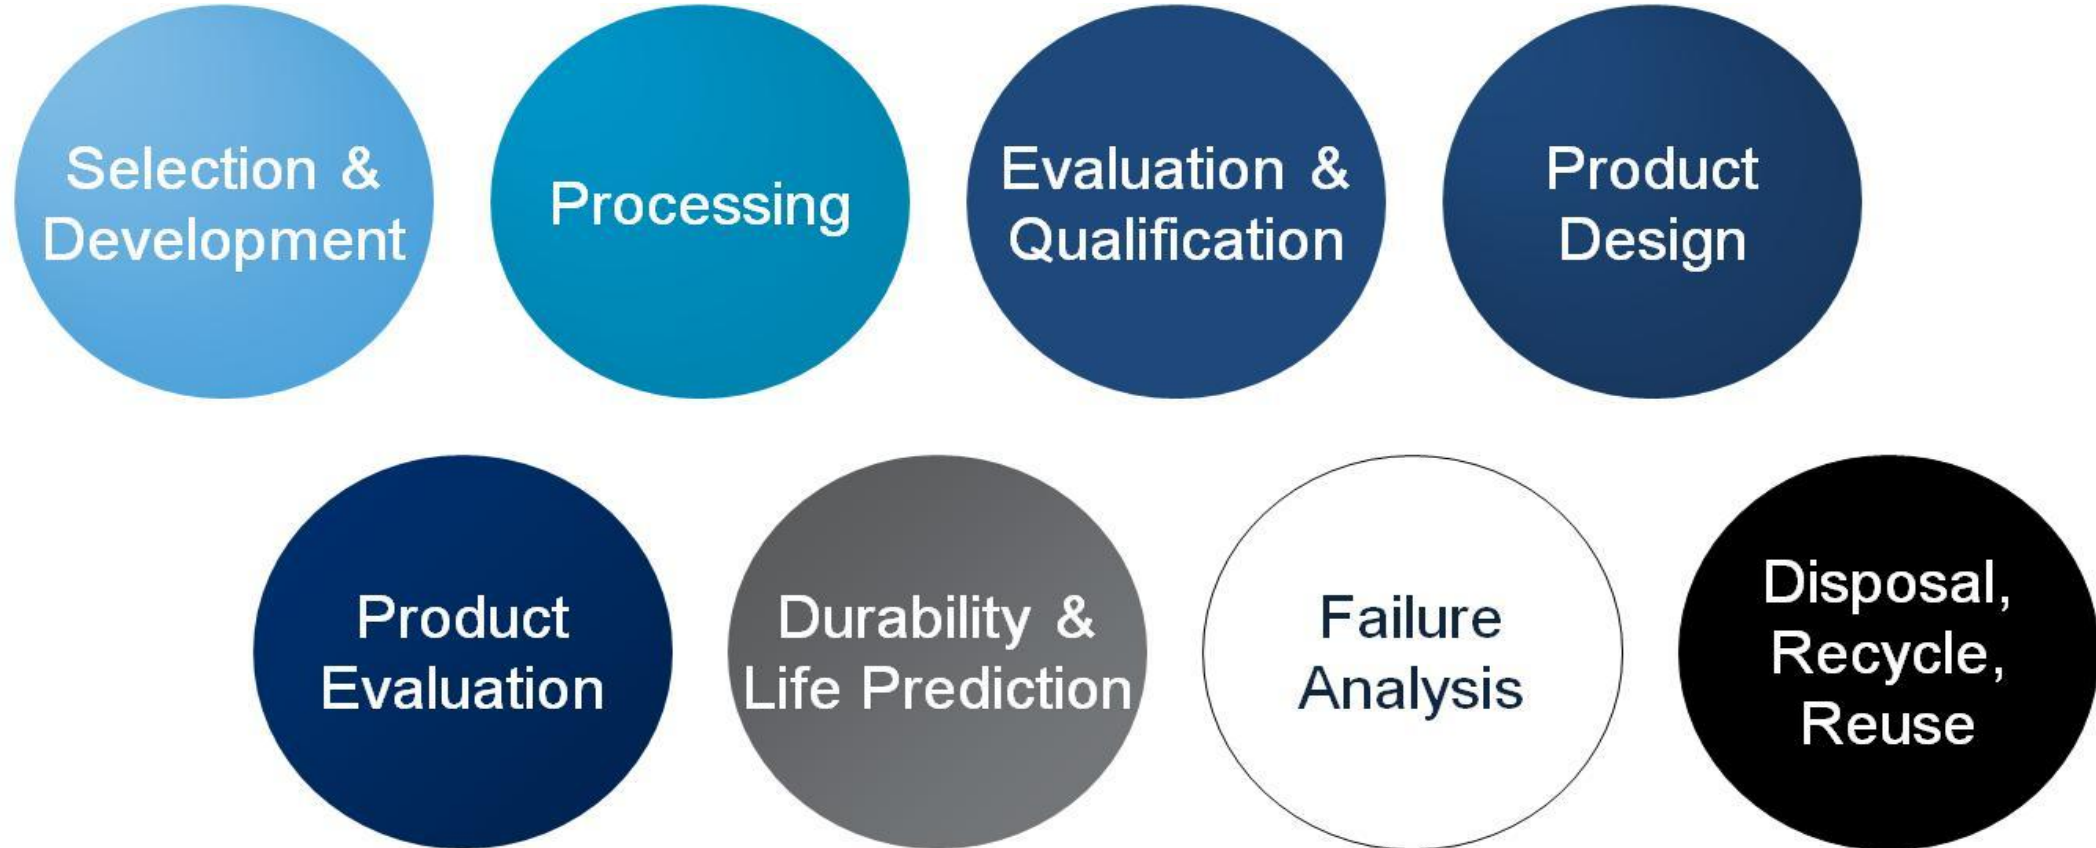 Selection &
Development
Processing
Evaluation &
Qualification
Product
Design
Product
Evaluation
Durability &
Life Prediction
Failure
Analysis
Disposal,
Recycle,
Reuse